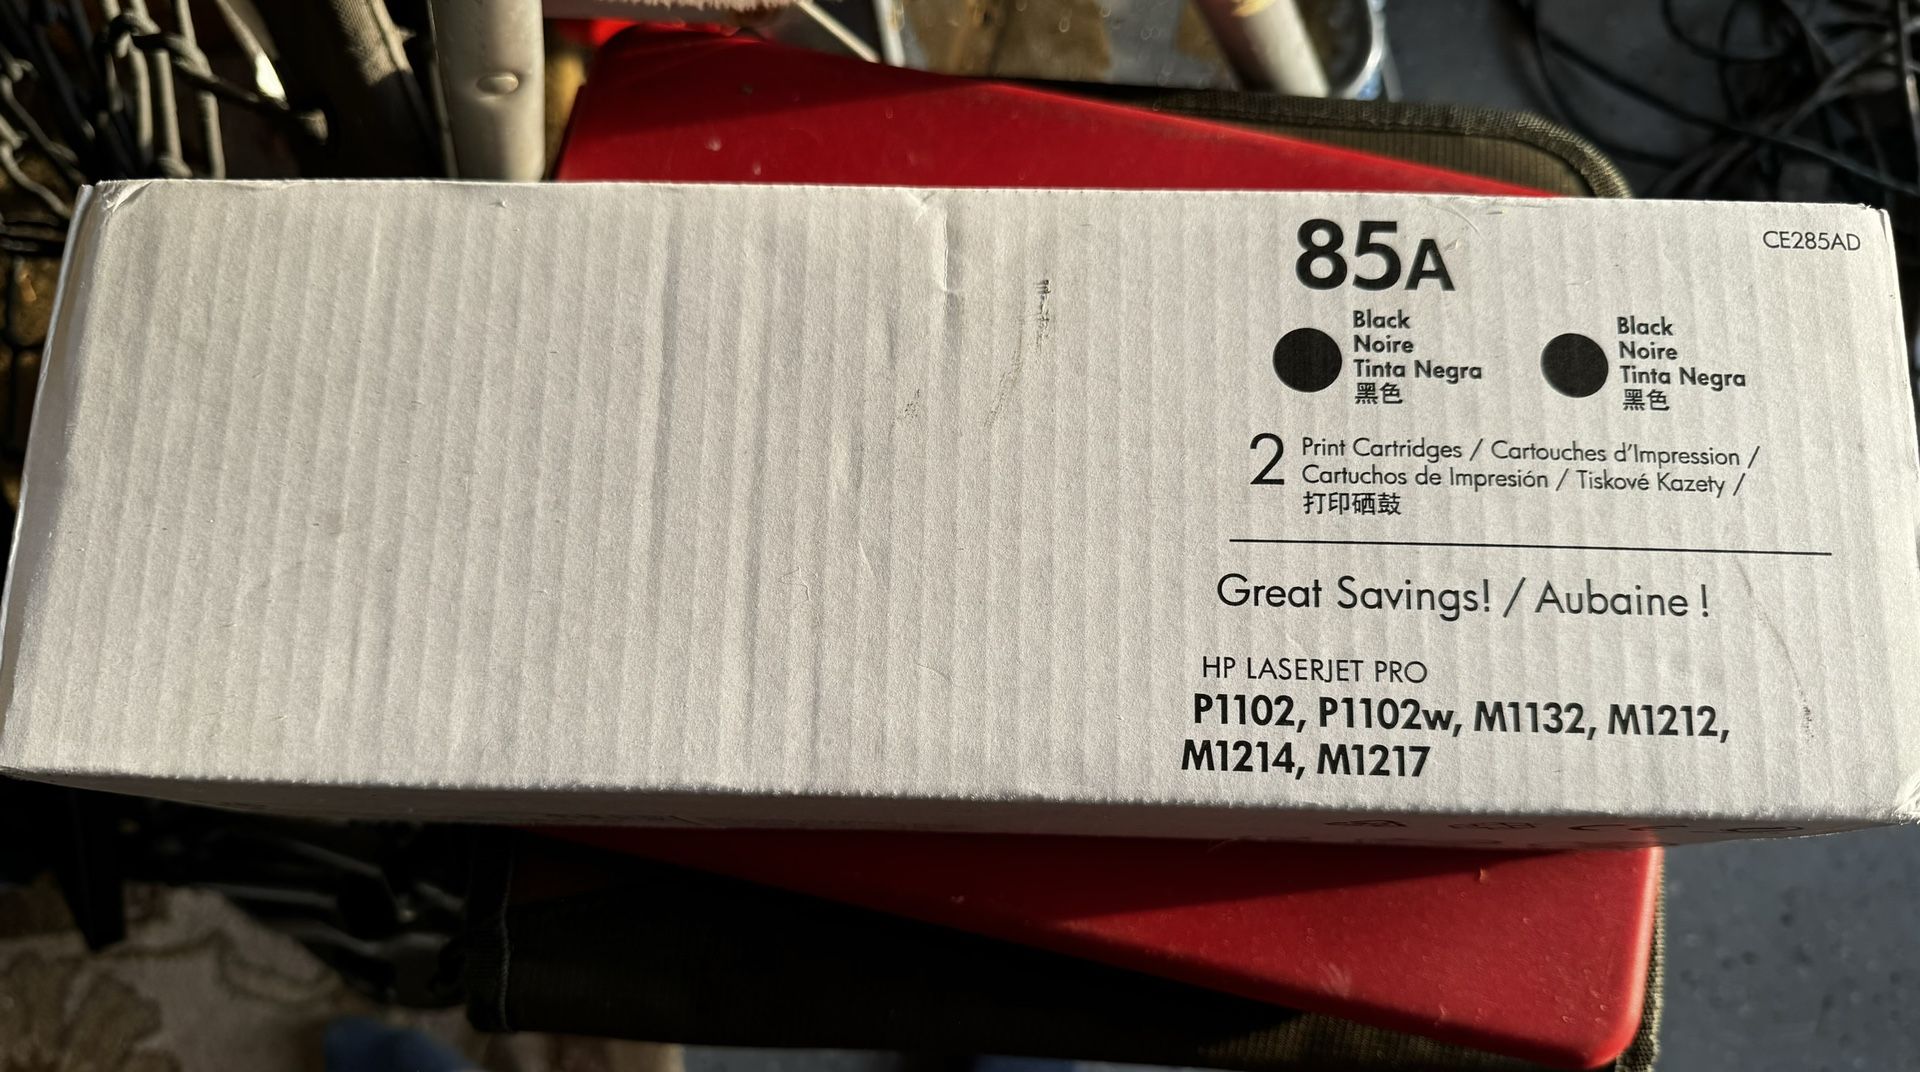 85A
CE285AD
Black
Noire
Tinta Negra
黑色
Black
Noire
Tinta Negra
黑色
2
Print Cartridges / Cartouches d'Impression /
Cartuchos de Impresión / Tiskové Kazety /
打印硒鼓
Great Savings! / Aubaine !
HP LASERJET PRO
P1102, P1102w, M1132, M1212,
M1214, M1217